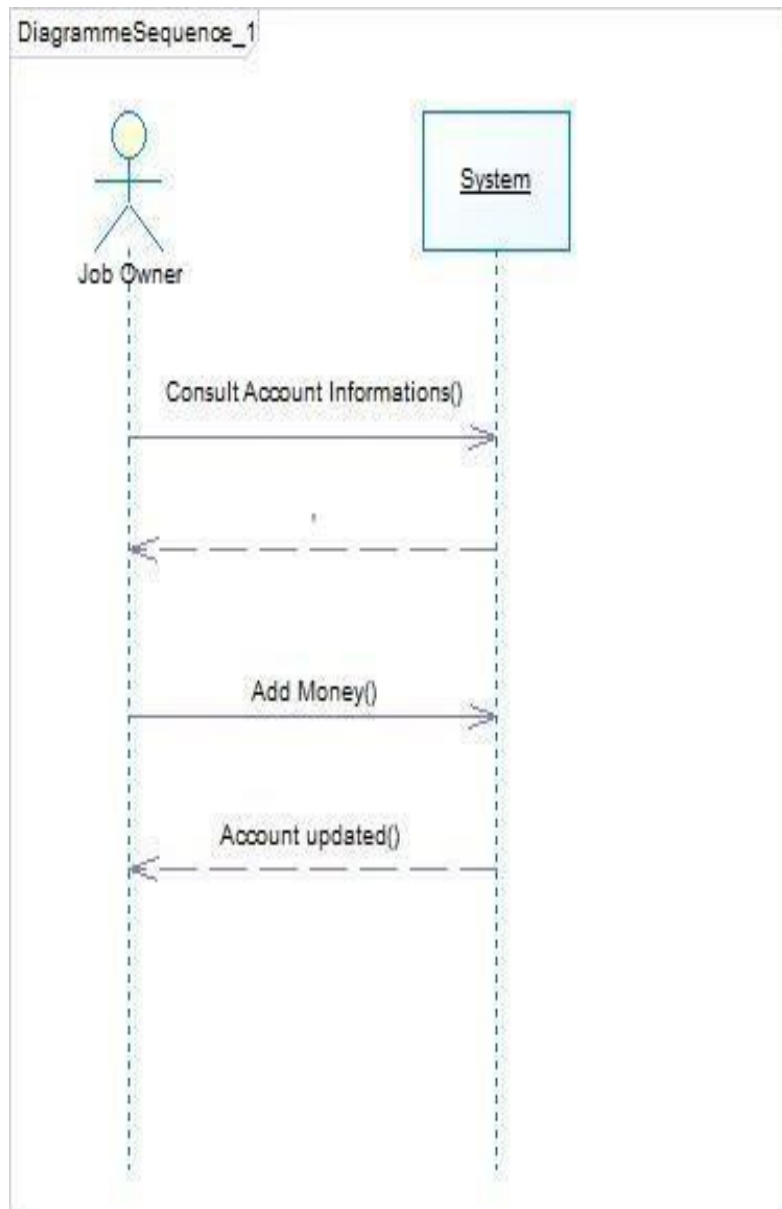 DiagrammeSequence_1
System
Job Owner
Consult Account Informations()
Add Money()
Account updated()